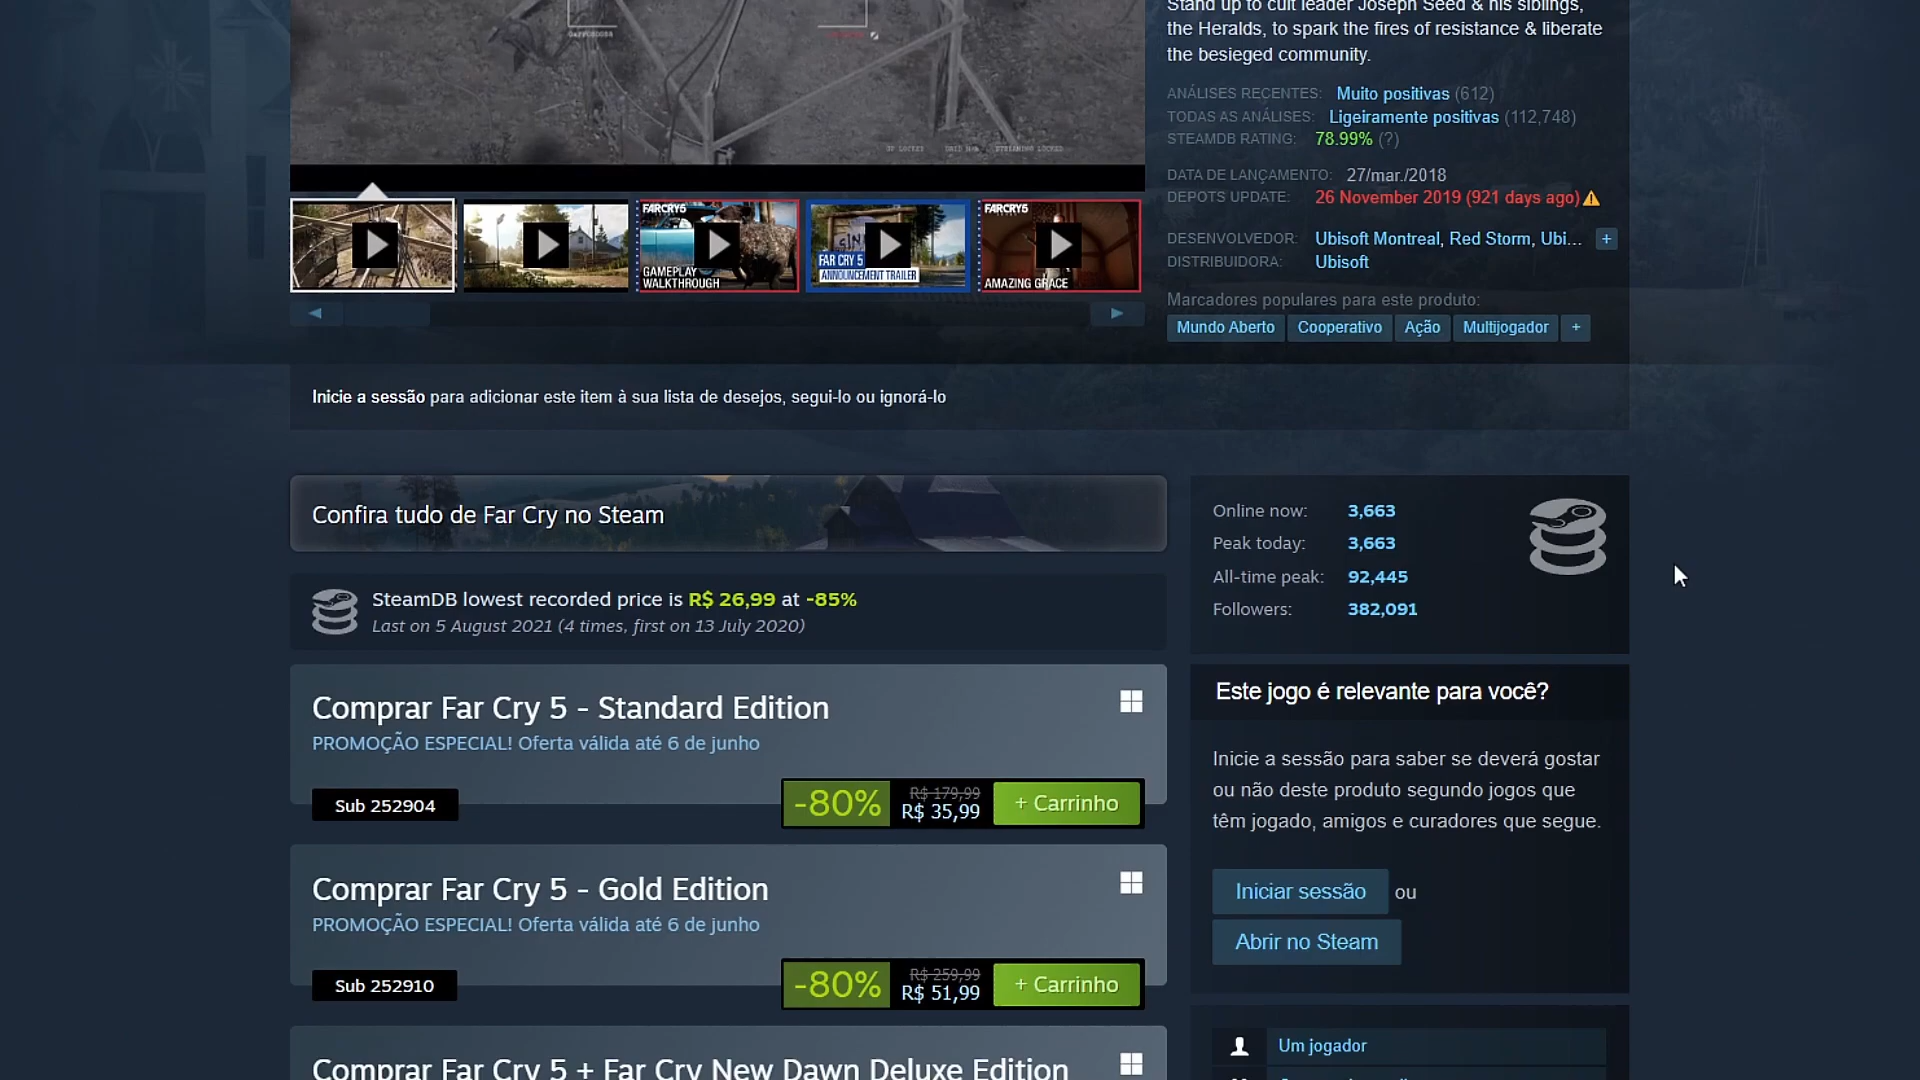 Stand up to cult leader Joseph Seed & his siblings,
the Heralds, to spark the fires of resistance & liberate
the besieged community.
ANÁLISES RECENTES: Muito positivas (612)
TODAS AS ANÁLISES: Ligeiramente positivas (112,748)
STEAMDB RATING: 78.99% (?)
DATA DE LANÇAMENTO: 27/mar./2018
DEPOTS UPDATE: 26 November 2019 (921 days ago)
DESENVOLVEDOR: Ubisoft Montreal, Red Storm, Ubi... +
DISTRIBUIDORA: Ubisoft
Marcadores populares para este produto:
Mundo Aberto Cooperativo Ação Multijogador +
FARCRY5
GAMEPLAY
WALKTHROUGH
FAR CRY 5
ANNOUNCEMENT TRAILER
FARCRY5
AMAZING GRACE
Inicie a sessão para adicionar este item à sua lista de desejos, segui-lo ou ignorá-lo
Confira tudo de Far Cry no Steam
SteamDB lowest recorded price is R$ 26,99 at -85%
Last on 5 August 2021 (4 times, first on 13 July 2020)
Comprar Far Cry 5 - Standard Edition
PROMOÇÃO ESPECIAL! Oferta válida até 6 de junho
Sub 252904
-80% R$ 179,99 R$ 35,99 + Carrinho
Comprar Far Cry 5 - Gold Edition
PROMOÇÃO ESPECIAL! Oferta válida até 6 de junho
Sub 252910
-80% R$ 259,99 R$ 51,99 + Carrinho
Comprar Far Cry 5 + Far Cry New Dawn Deluxe Edition
Online now: 3,663
Peak today: 3,663
All-time peak: 92,445
Followers: 382,091
Este jogo é relevante para você?
Inicie a sessão para saber se deverá gostar
ou não deste produto segundo jogos que
têm jogado, amigos e curadores que segue.
Iniciar sessão ou
Abrir no Steam
Um jogador